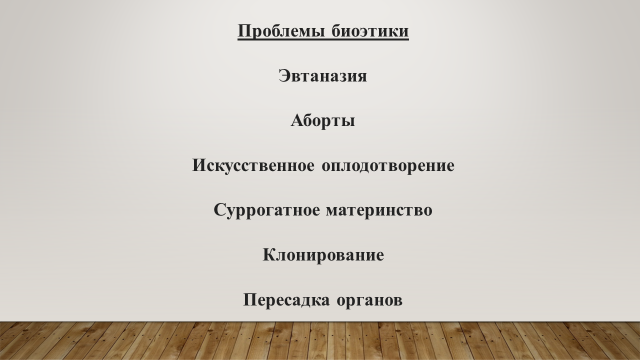 Проблемы биоэтики
Эвтаназия
Аборты
Искусственное оплодотворение
Суррогатное материнство
Клонирование
Пересадка органов